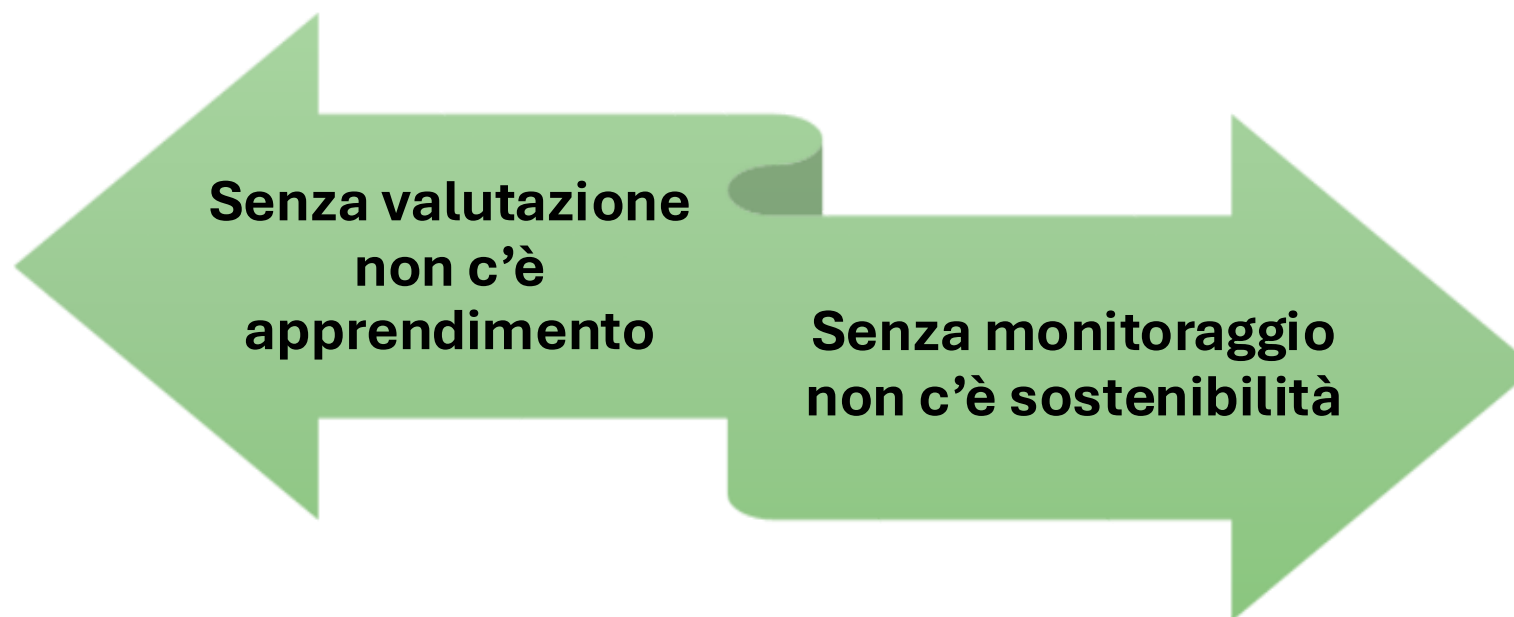 Senza valutazione
non c’è
apprendimento
Senza monitoraggio
non c’è sostenibilità